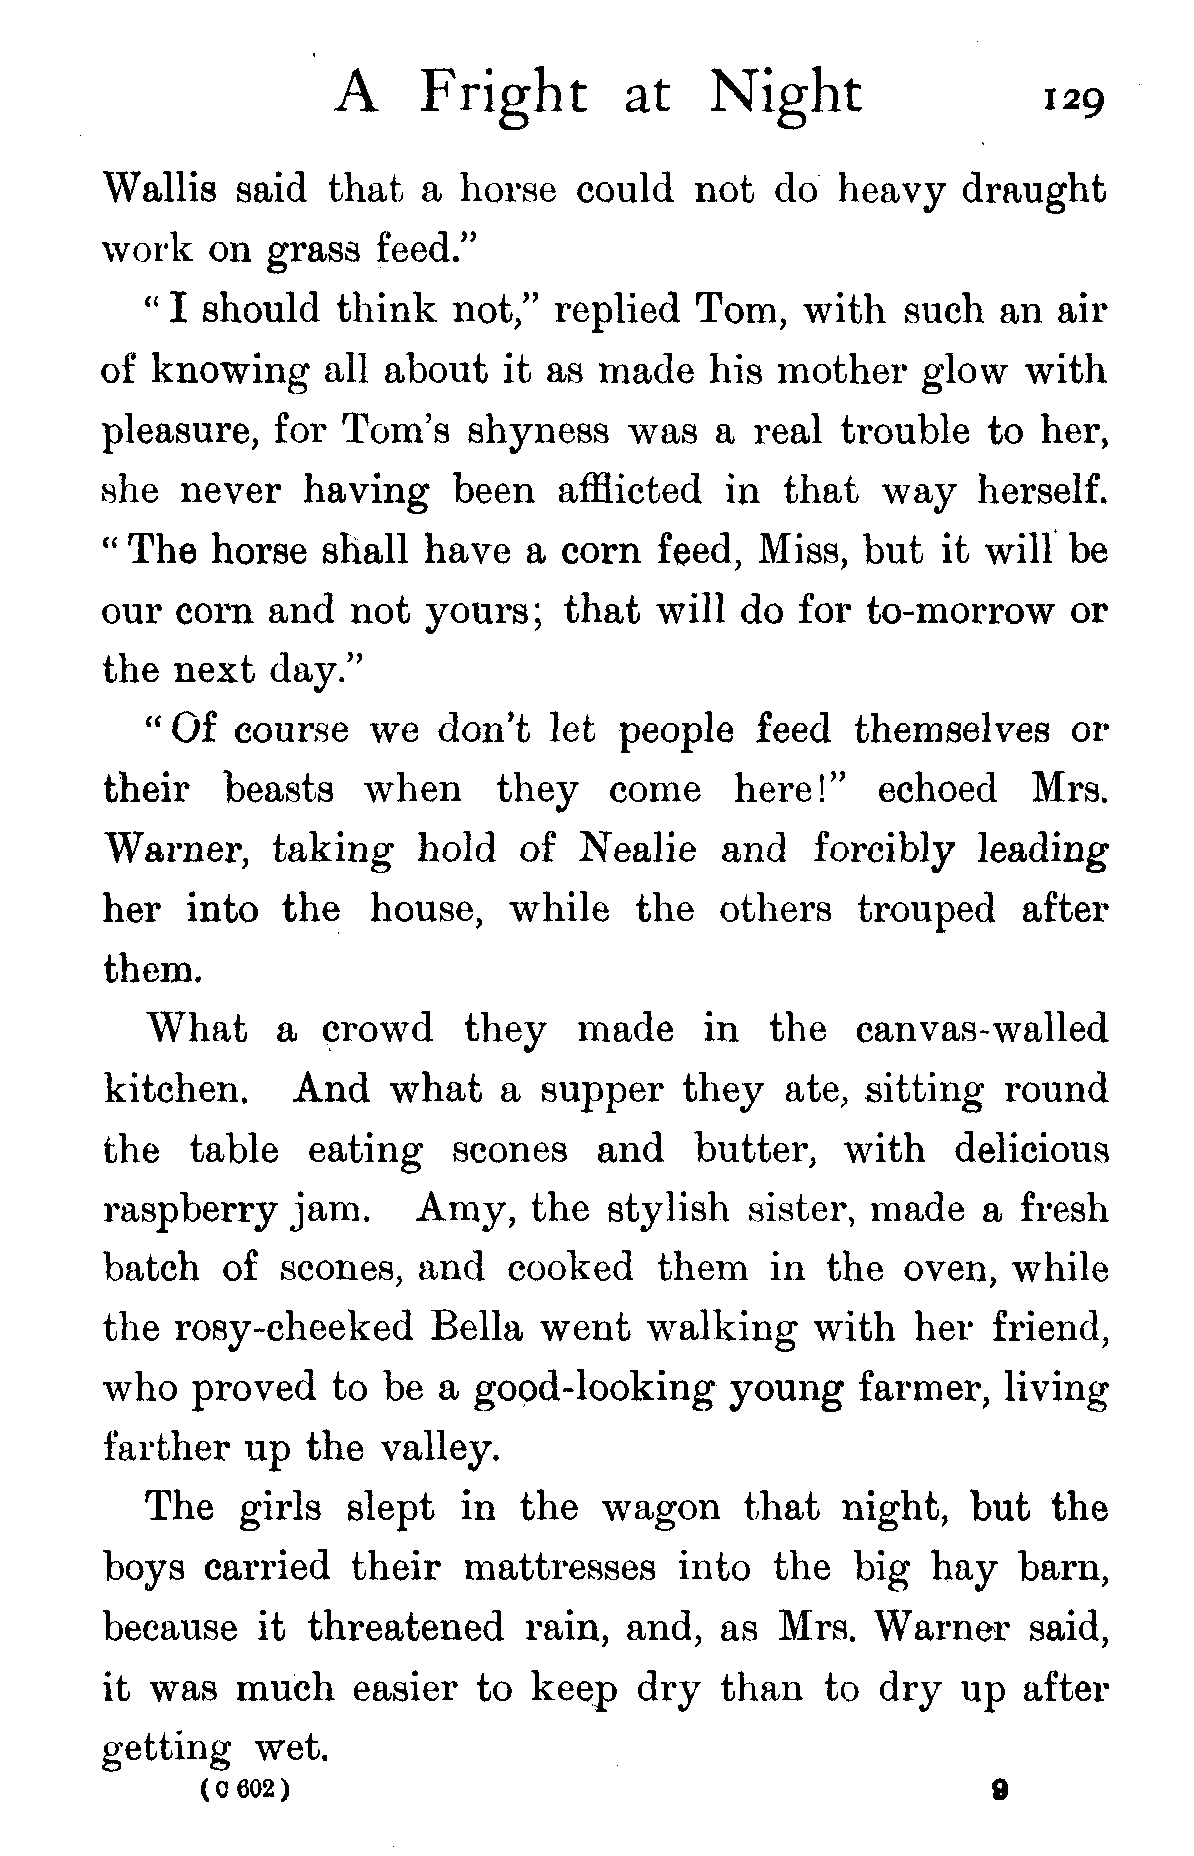 A Fright at Night 129
Wallis said that a horse could not do heavy draught
work on grass feed."
"I should think not," replied Tom, with such an air
of knowing all about it as made his mother glow with
pleasure, for Tom's shyness was a real trouble to her,
she never having been afflicted in that way herself.
"The horse shall have a corn feed, Miss, but it will be
our corn and not yours; that will do for to-morrow or
the next day."
"Of course we don't let people feed themselves or
their beasts when they come here!" echoed Mrs.
Warner, taking hold of Nealie and forcibly leading
her into the house, while the others trouped after
them.
What a crowd they made in the canvas-walled
kitchen. And what a supper they ate, sitting round
the table eating scones and butter, with delicious
raspberry jam. Amy, the stylish sister, made a fresh
batch of scones, and cooked them in the oven, while
the rosy-cheeked Bella went walking with her friend,
who proved to be a good-looking young farmer, living
farther up the valley.
The girls slept in the wagon that night, but the
boys carried their mattresses into the big hay barn,
because it threatened rain, and, as Mrs. Warner said,
it was much easier to keep dry than to dry up after
getting wet.
(C 602) 9